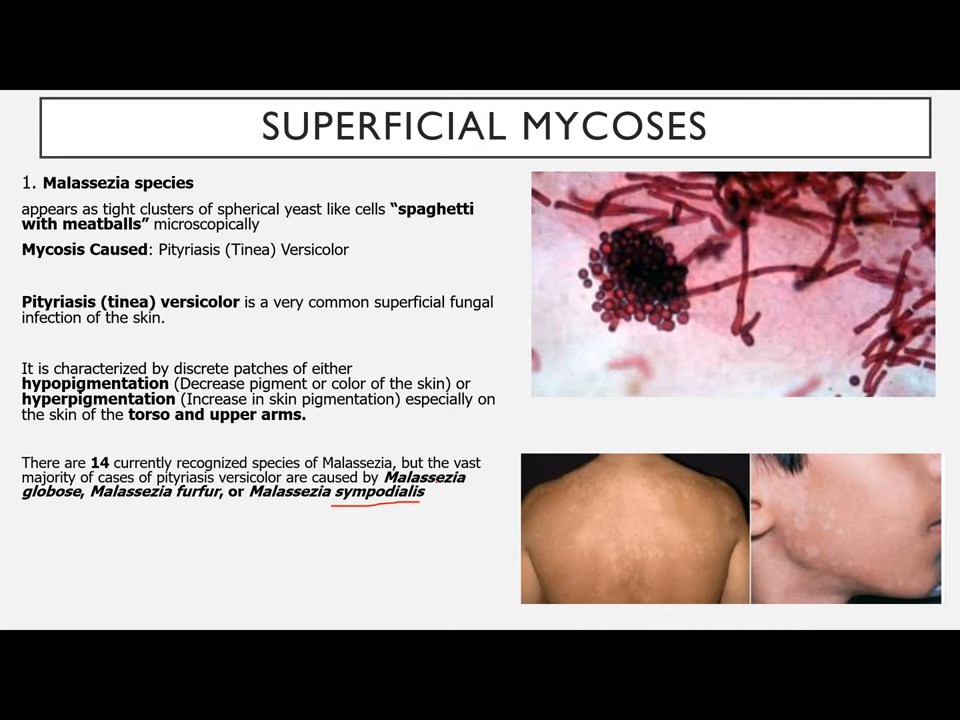 SUPERFICIAL MYCOSES
1. Malassezia species
appears as tight clusters of spherical yeast like cells “spaghetti
with meatballs” microscopically
Mycosis Caused: Pityriasis (Tinea) Versicolor
Pityriasis (tinea) versicolor is a very common superficial fungal
infection of the skin.
It is characterized by discrete patches of either
hypopigmentation (Decrease pigment or color of the skin) or
hyperpigmentation (Increase in skin pigmentation) especially on
the skin of the torso and upper arms.
There are 14 currently recognized species of Malassezia, but the vast
majority of cases of pityriasis versicolor are caused by Malassezia
globose, Malassezia furfur, or Malassezia sympodialis